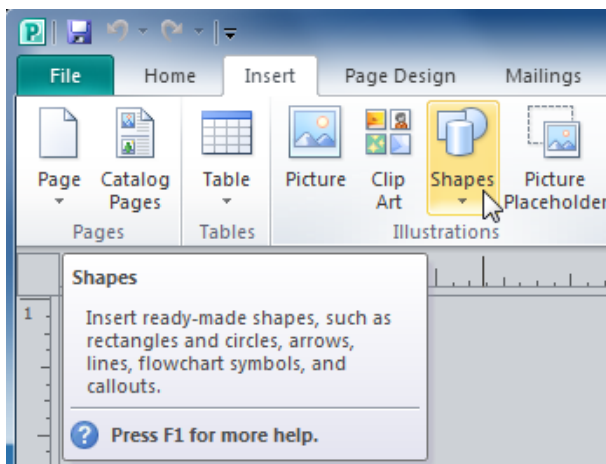 P
File Home Insert Page Design Mailings
Page Catalog Pages Table Picture Clip Art Shapes Picture Placeholder
Pages Tables Illustrations
Shapes
1
Insert ready-made shapes, such as
rectangles and circles, arrows,
lines, flowchart symbols, and
callouts.
? Press F1 for more help.